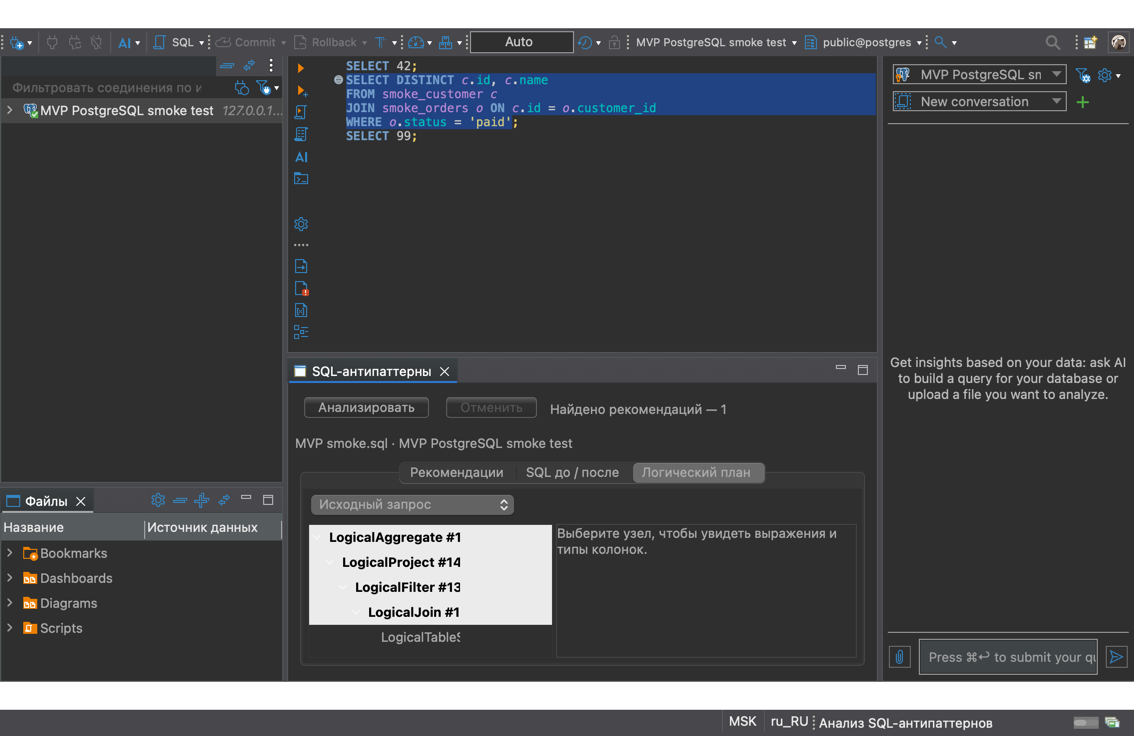 AI
SQL
Commit
Rollback
T
Auto
MVP PostgreSQL smoke test
public@postgres
Фильтровать соединения по и
MVP PostgreSQL smoke test 127.0.0.1...
SELECT 42;
SELECT DISTINCT c.id, c.name
FROM smoke_customer c
JOIN smoke_orders o ON c.id = o.customer_id
WHERE o.status = 'paid';
SELECT 99;
AI
MVP PostgreSQL sm
New conversation
Get insights based on your data: ask AI
to build a query for your database or
upload a file you want to analyze.
Press ⌘↩ to submit your qu
SQL-антипаттерны
Анализировать
Отменить
Найдено рекомендаций — 1
MVP smoke.sql · MVP PostgreSQL smoke test
Рекомендации
SQL до / после
Логический план
Исходный запрос
LogicalAggregate #1
LogicalProject #14
LogicalFilter #13
LogicalJoin #1
LogicalTableS
Выберите узел, чтобы увидеть выражения и
типы колонок.
Файлы
Название
Источник данных
Bookmarks
Dashboards
Diagrams
Scripts
MSK
ru_RU
Анализ SQL-антипаттернов